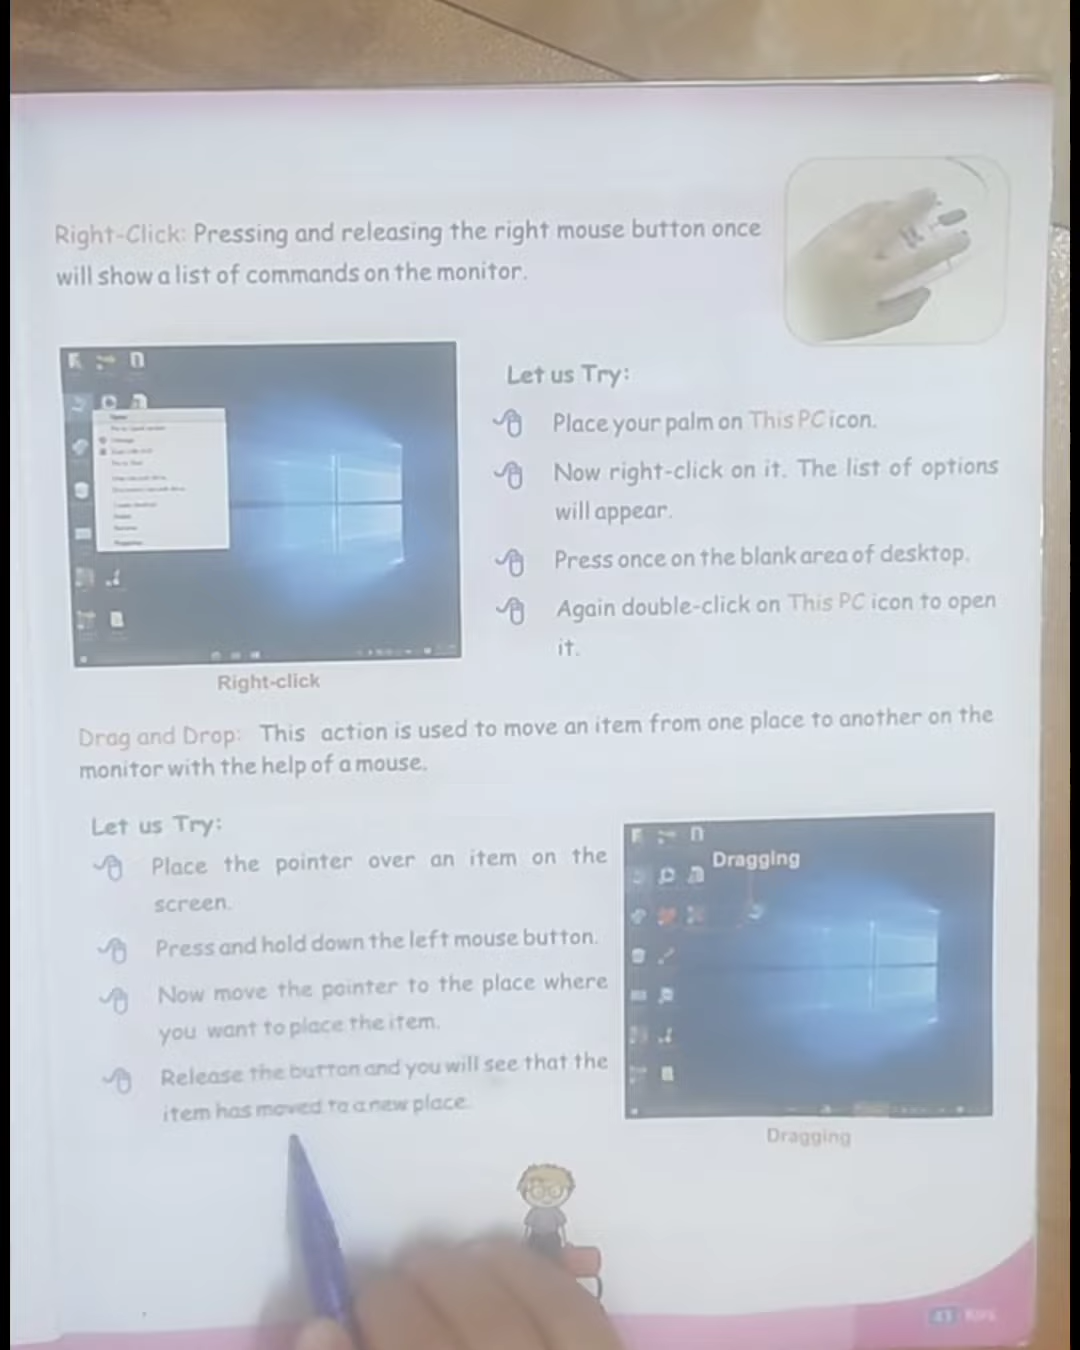 Right-Click: Pressing and releasing the right mouse button once
will show a list of commands on the monitor.
Let us Try:
Place your palm on This PC icon.
Now right-click on it. The list of options
will appear.
Press once on the blank area of desktop.
Again double-click on This PC icon to open
it.
Right-click
Drag and Drop: This action is used to move an item from one place to another on the
monitor with the help of a mouse.
Let us Try:
Place the pointer over an item on the
screen.
Press and hold down the left mouse button.
Now move the pointer to the place where
you want to place the item.
Release the button and you will see that the
item has moved to a new place.
Dragging
Dragging